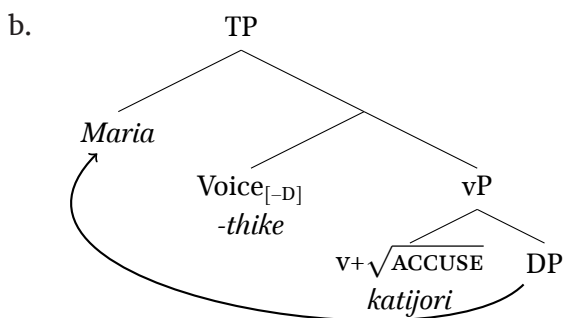 b.
TP
Maria
Voice[–D] vP
-thike
v+√ACCUSE DP
katijori